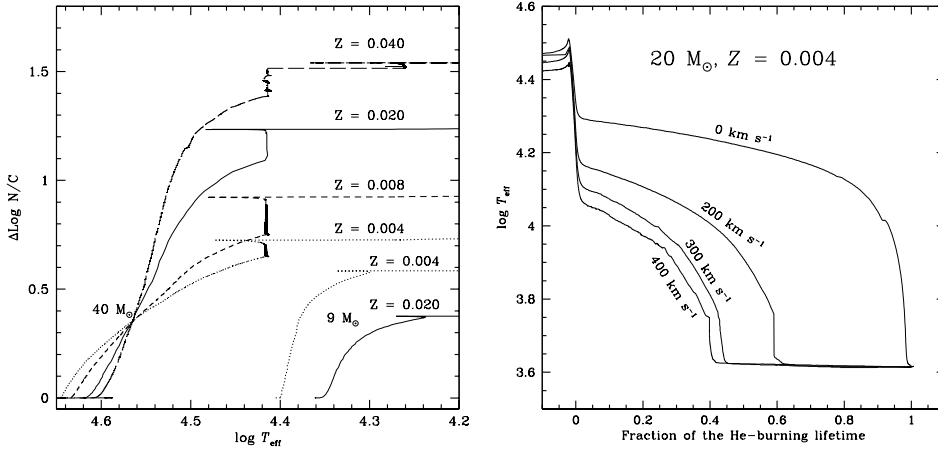 Z = 0.040
Z = 0.020
Z = 0.008
Z = 0.004
Z = 0.004
Z = 0.020
40 M⊙
9 M⊙
1.5
1
0.5
0
ΔLog N/C
4.6
4.5
4.4
4.3
4.2
log Teff
20 M⊙, Z = 0.004
0 km s⁻¹
200 km s⁻¹
300 km s⁻¹
400 km s⁻¹
4.6
4.4
4.2
4
3.8
3.6
log Teff
0
0.2
0.4
0.6
0.8
1
Fraction of the He-burning lifetime